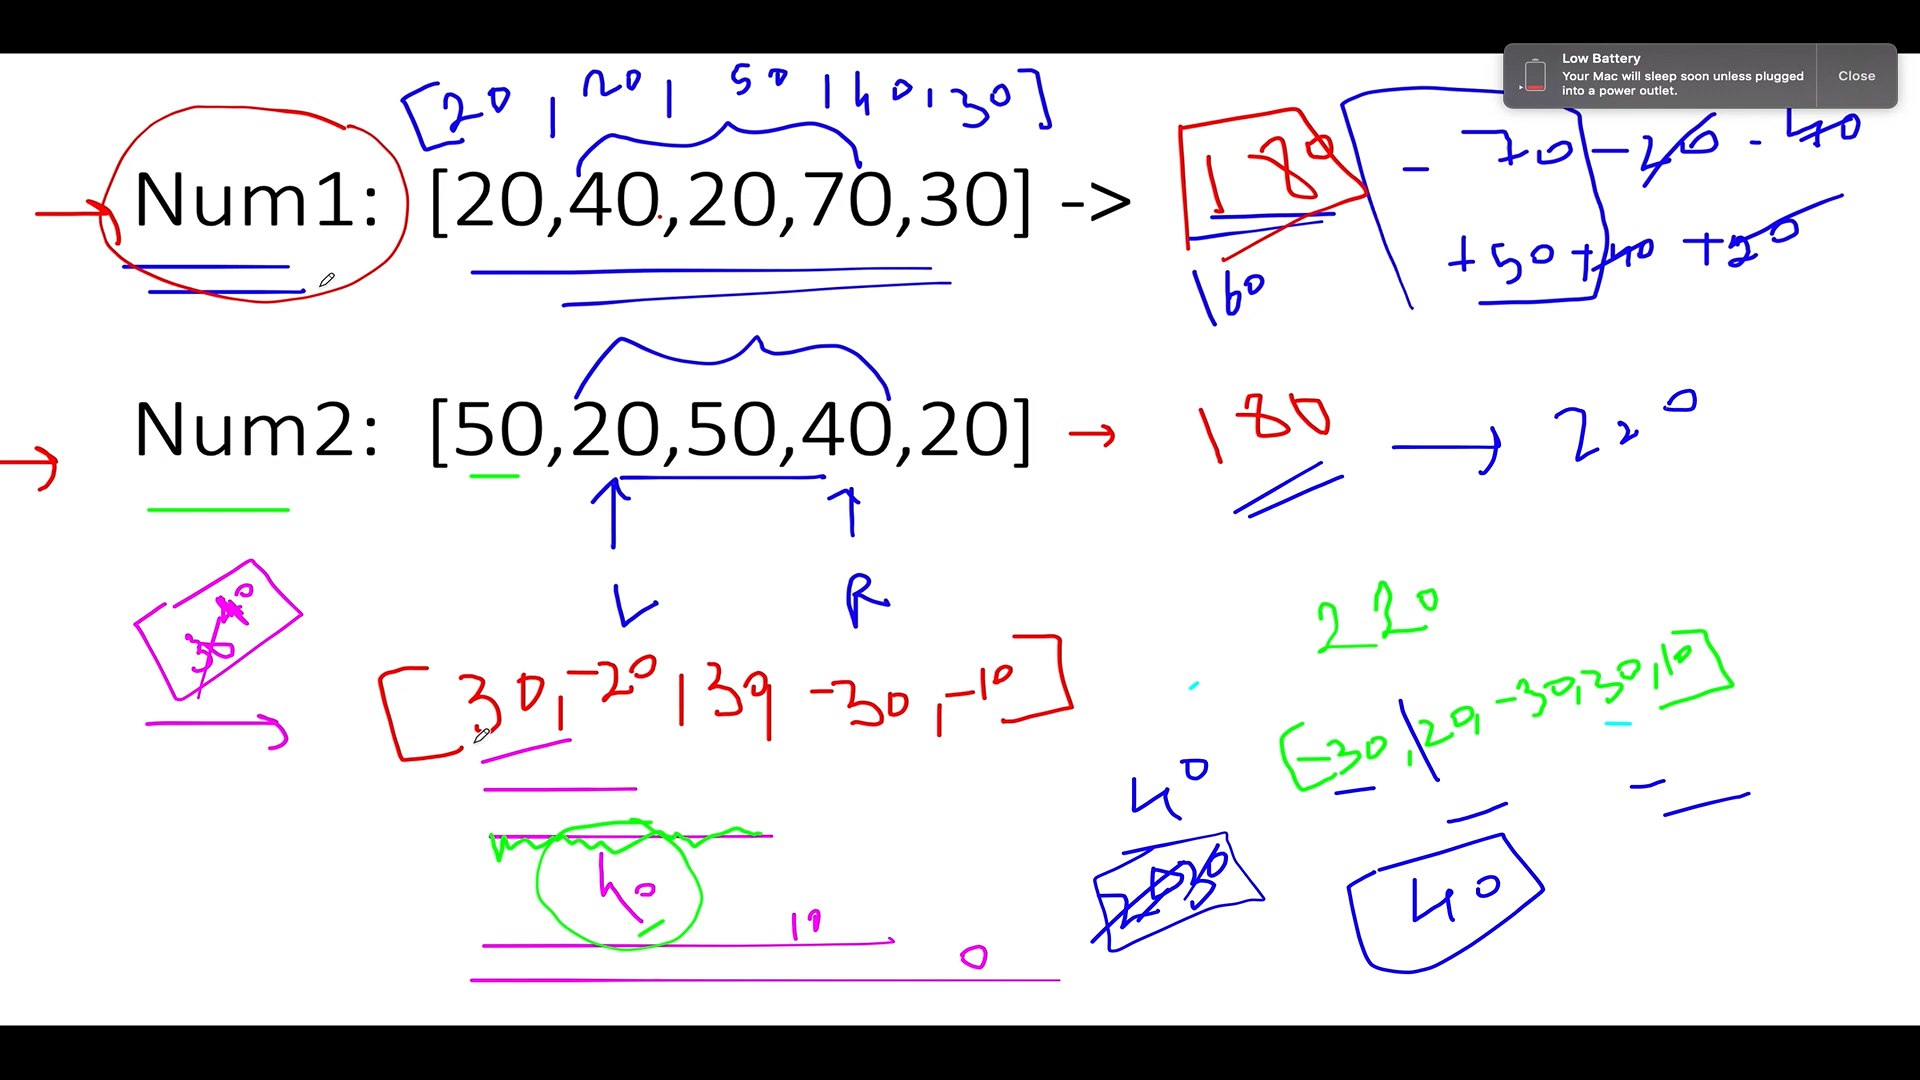 Low Battery
Your Mac will sleep soon unless plugged
into a power outlet.
Close
[20, 20, 50, 40, 30]
Num1: [20,40,20,70,30] -> 180 - 70 - 20 - 40
+50 +40 +20
160
Num2: [50,20,50,40,20] → 180 → 220
L R
220
[30, -20, 30, -30, -10]
[-30, 20, -30, 30, 10]
40
40
40
10
0